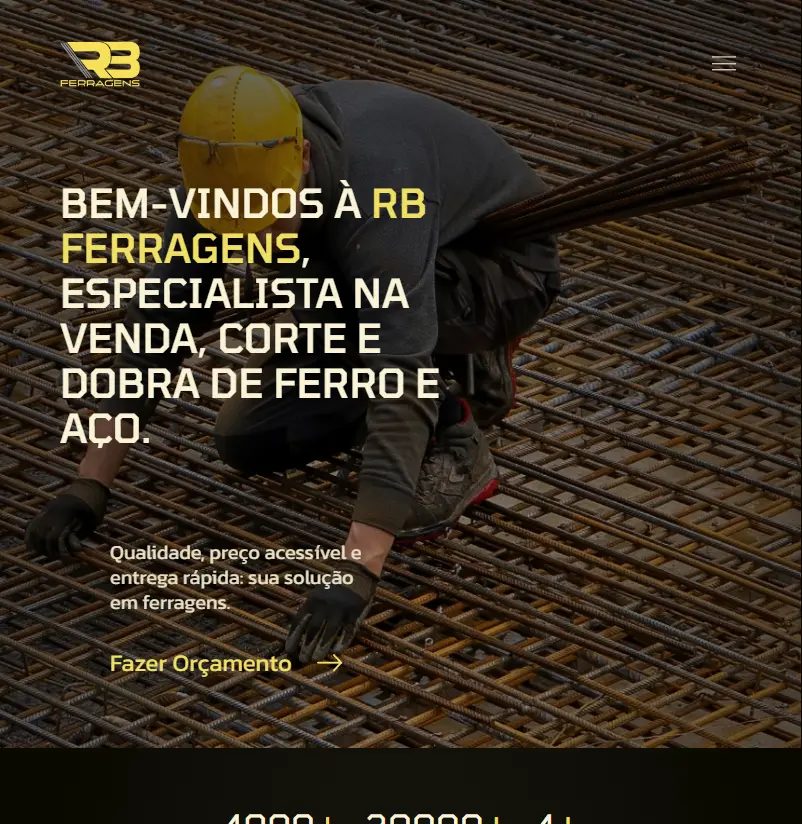 RB
FERRAGENS
BEM-VINDOS À RB
FERRAGENS,
ESPECIALISTA NA
VENDA, CORTE E
DOBRA DE FERRO E
AÇO.
Qualidade, preço acessível e
entrega rápida: sua solução
em ferragens.
Fazer Orçamento